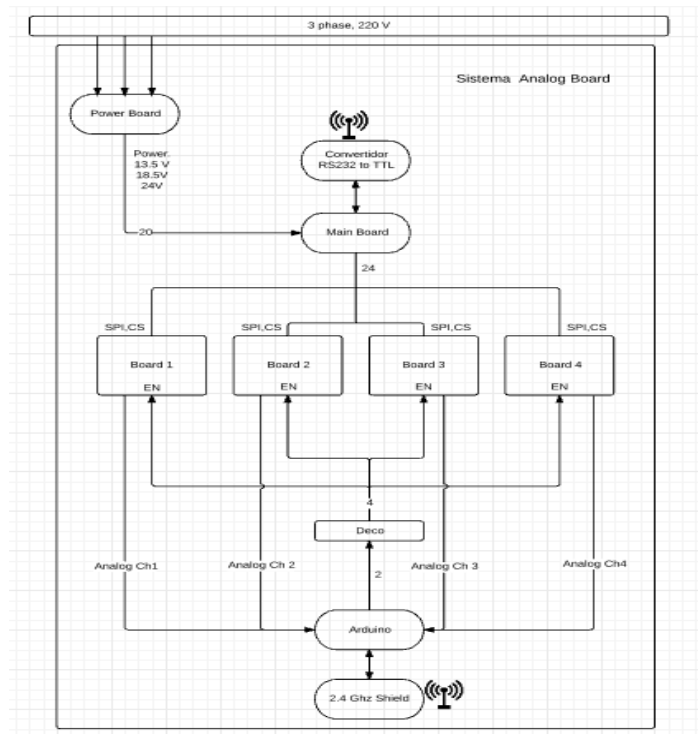 3 phase, 220 V
Sistema Analog Board
Power Board
Convertidor
RS232 to TTL
Power.
13.5 V
18.5V
24V
20
Main Board
24
SPI,CS
SPI,CS
SPI,CS
SPI,CS
Board 1
Board 2
Board 3
Board 4
EN
EN
EN
EN
4
Deco
Analog Ch1
Analog Ch 2
Analog Ch 3
Analog Ch4
2
Arduino
2.4 Ghz Shield